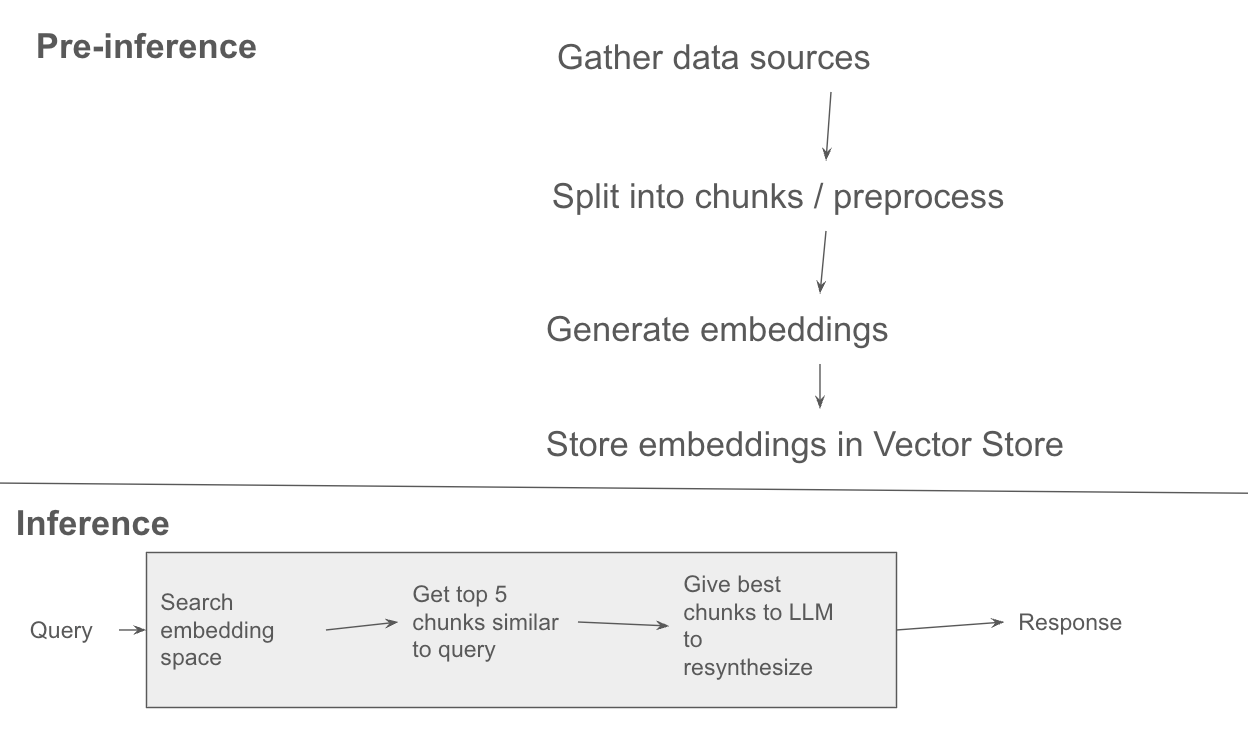 Pre-inference
Gather data sources
Split into chunks / preprocess
Generate embeddings
Store embeddings in Vector Store
Inference
Query
Search
embedding
space
Get top 5
chunks similar
to query
Give best
chunks to LLM
to
resynthesize
Response